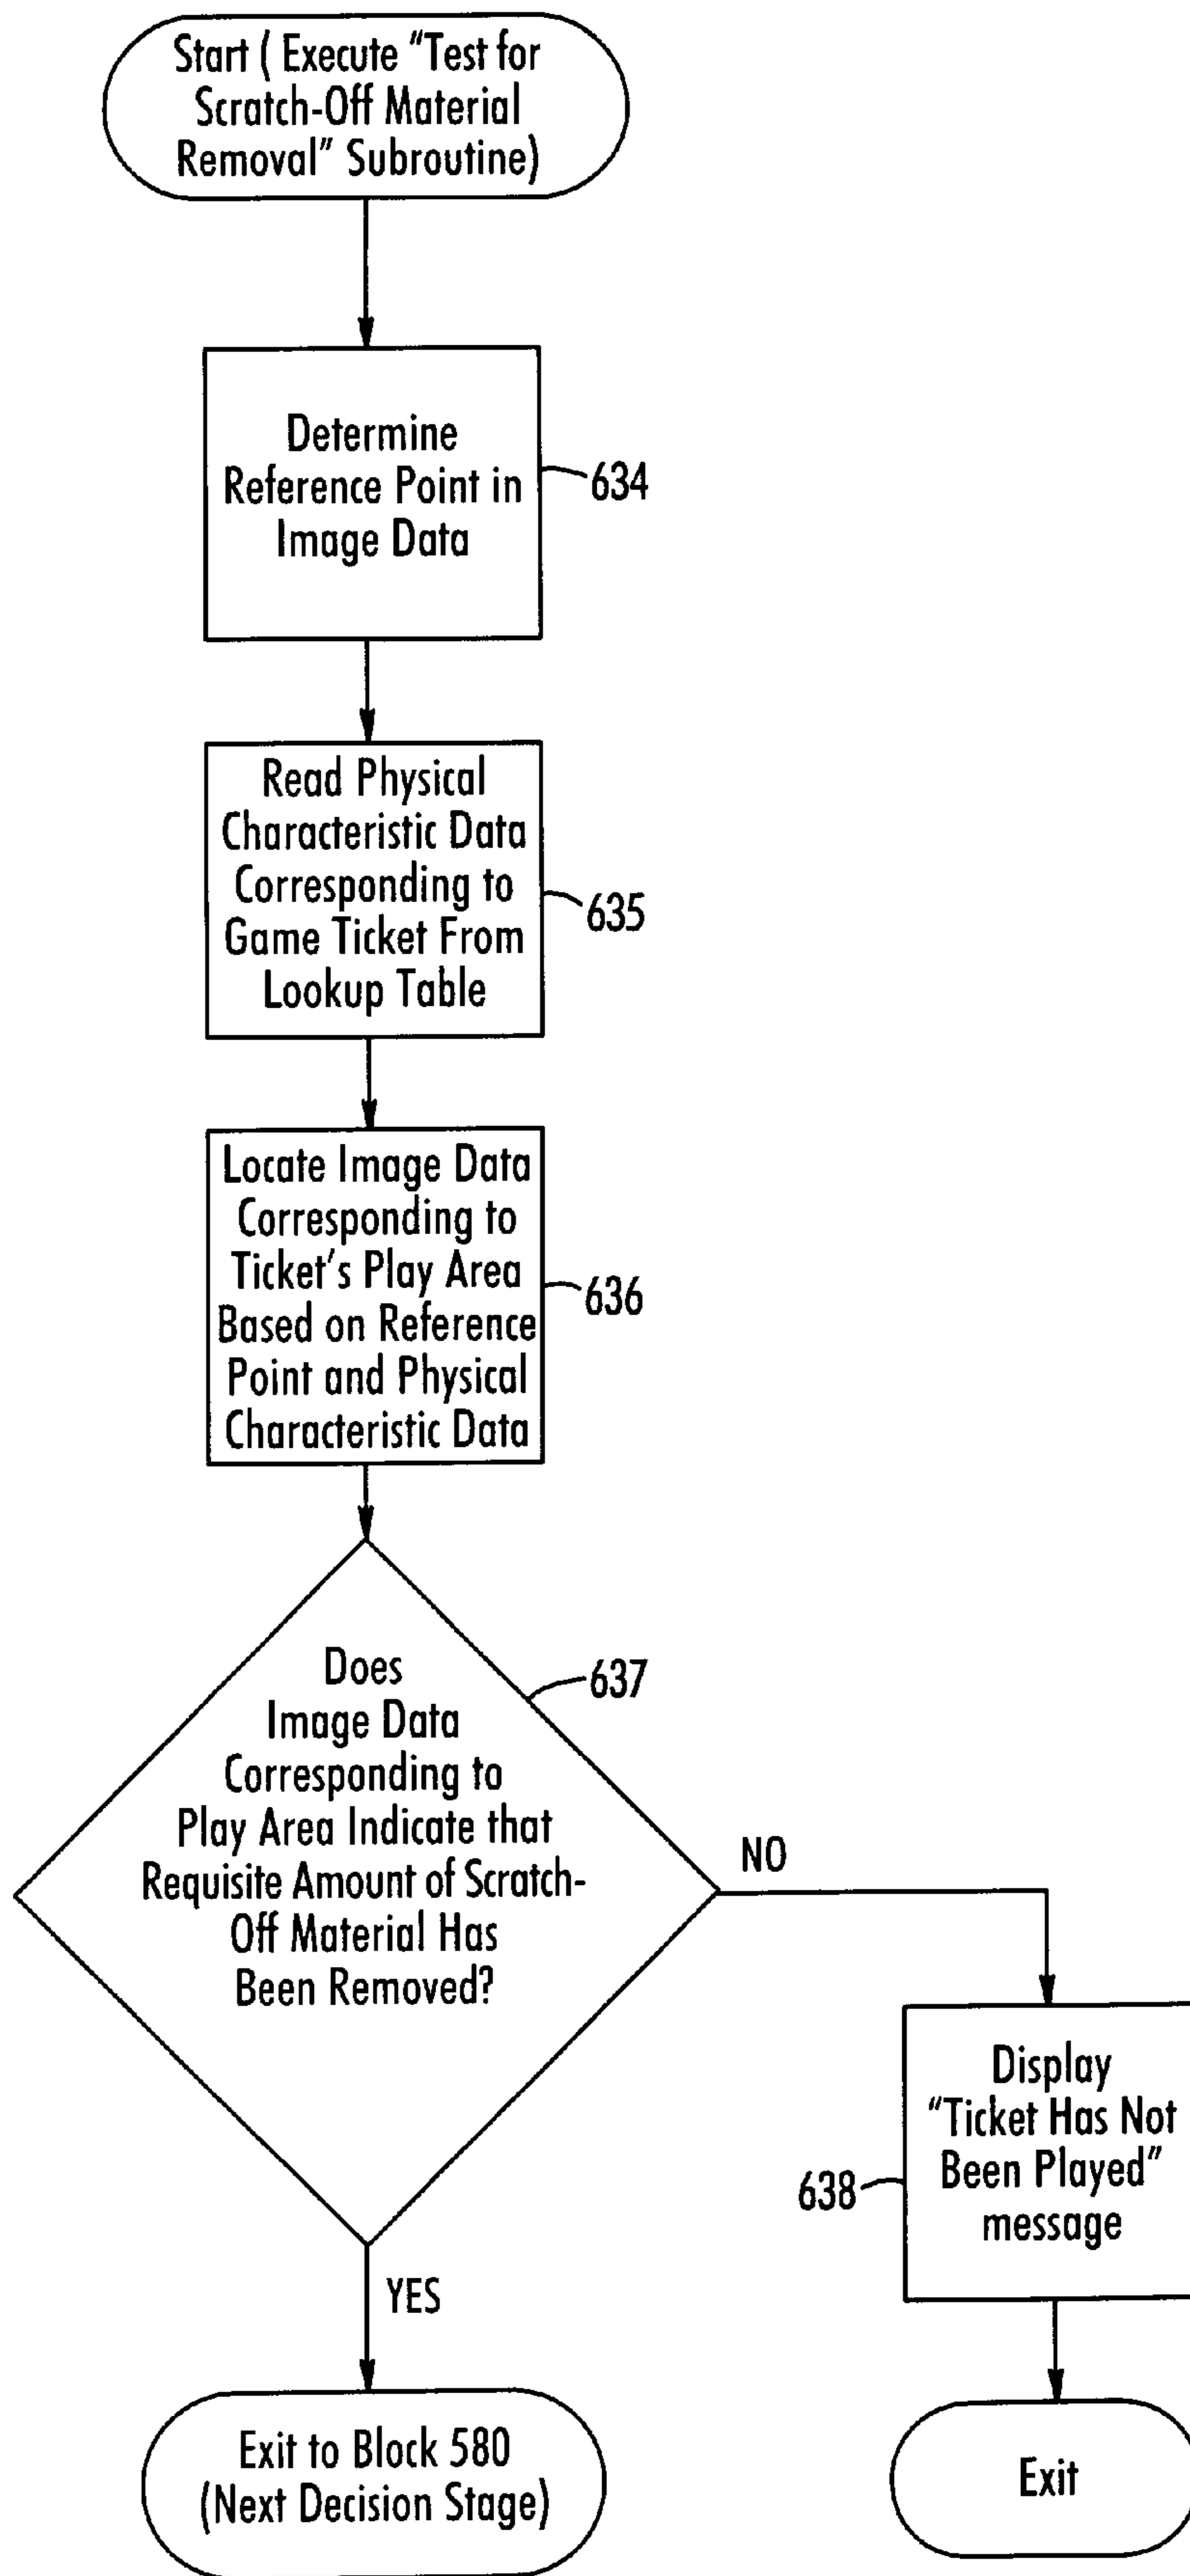 Start ( Execute "Test for
Scratch-Off Material
Removal" Subroutine)
Determine
Reference Point in
Image Data
634
Read Physical
Characteristic Data
Corresponding to
Game Ticket From
Lookup Table
635
Locate Image Data
Corresponding to
Ticket's Play Area
Based on Reference
Point and Physical
Characteristic Data
636
Does
Image Data
Corresponding to
Play Area Indicate that
Requisite Amount of Scratch-
Off Material Has
Been Removed?
637
NO
Display
"Ticket Has Not
Been Played"
message
638
YES
Exit to Block 580
(Next Decision Stage)
Exit